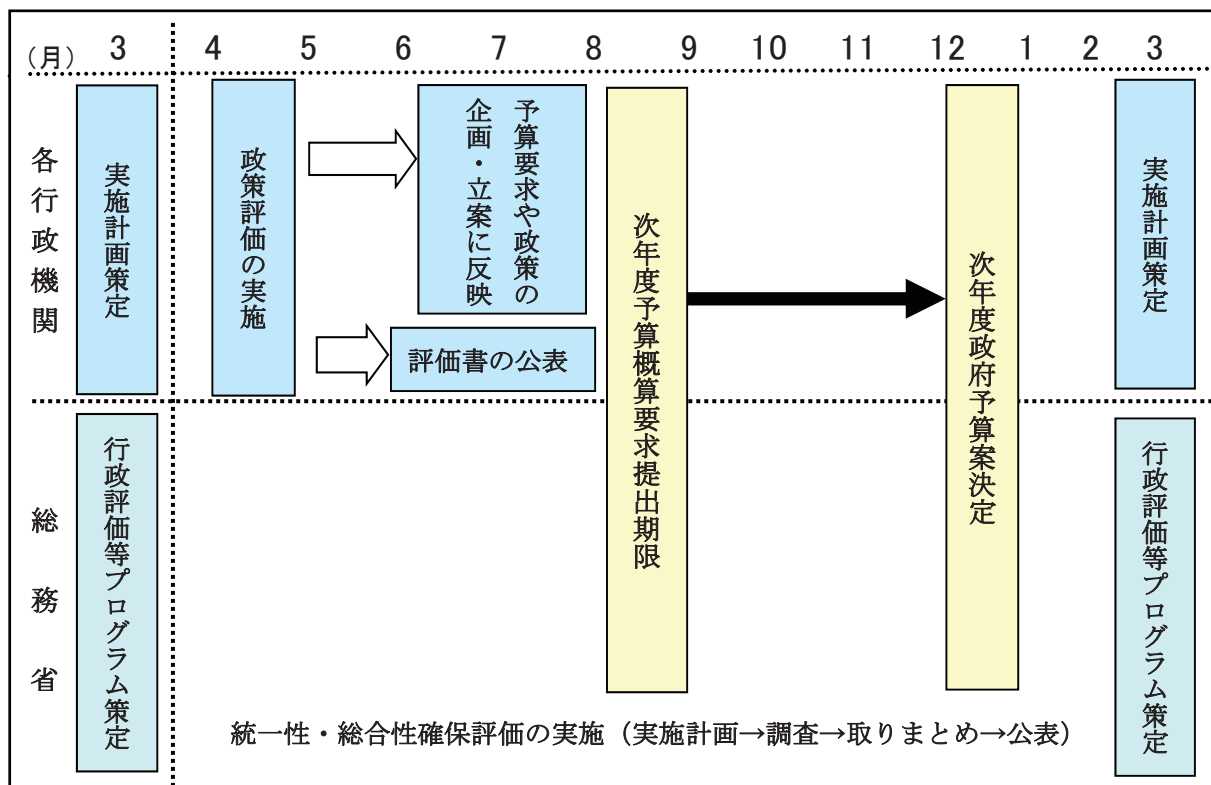 (月) 3 4 5 6 7 8 9 10 11 12 1 2 3
各行政機関
実施計画策定
政策評価の実施
予算要求や政策の
企画・立案に反映
評価書の公表
次年度予算概算要求提出期限
次年度政府予算案決定
実施計画策定
総務省
行政評価等プログラム策定
統一性・総合性確保評価の実施（実施計画→調査→取りまとめ→公表）
行政評価等プログラム策定